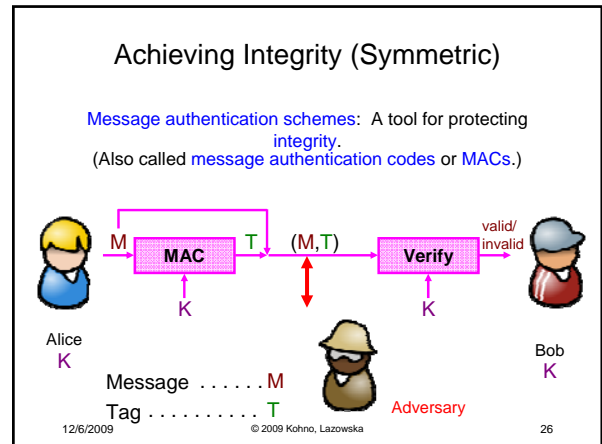 Achieving Integrity (Symmetric)
Message authentication schemes: A tool for protecting
integrity.
(Also called message authentication codes or MACs.)
M
MAC
T
(M,T)
Verify
valid/
invalid
K
K
Alice
K
Bob
K
Message . . . . . . M
Tag . . . . . . . . . . T
Adversary
12/6/2009
© 2009 Kohno, Lazowska
26